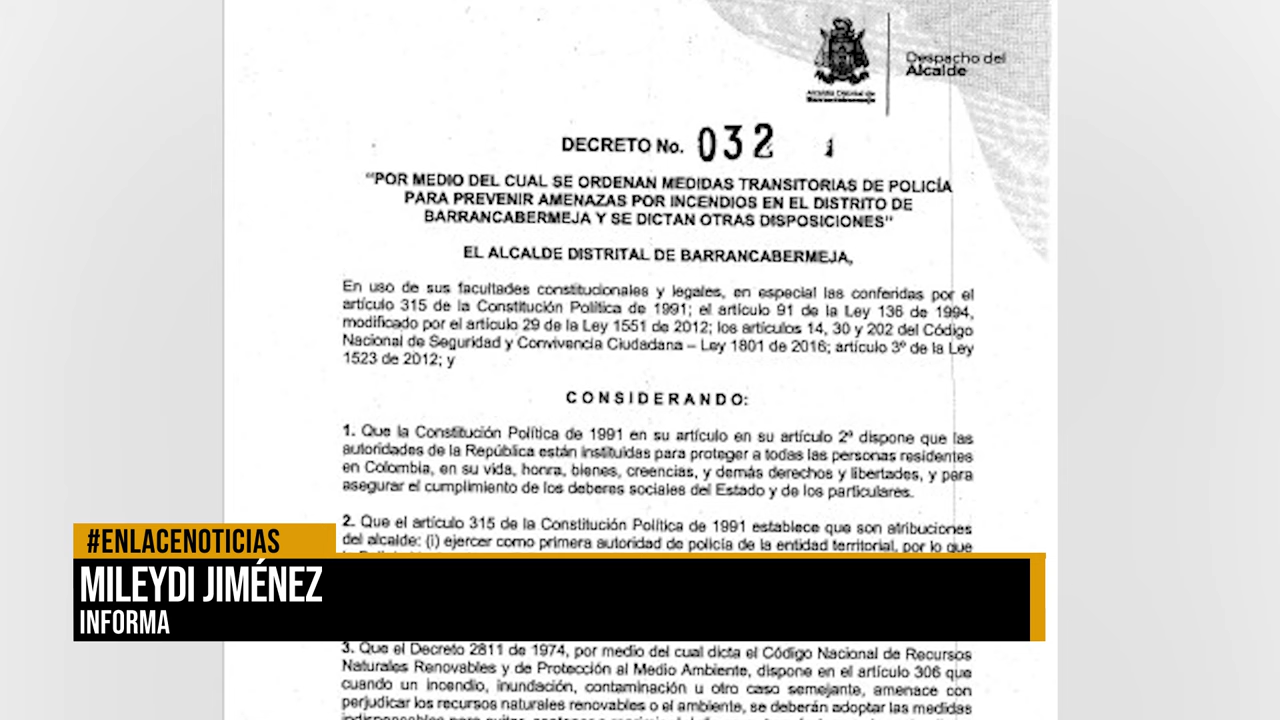 Despacho del
Alcalde
Alcaldía Distrital de
Barrancabermeja
DECRETO No. 032
"POR MEDIO DEL CUAL SE ORDENAN MEDIDAS TRANSITORIAS DE POLICÍA
PARA PREVENIR AMENAZAS POR INCENDIOS EN EL DISTRITO DE
BARRANCABERMEJA Y SE DICTAN OTRAS DISPOSICIONES"
EL ALCALDE DISTRITAL DE BARRANCABERMEJA,
En uso de sus facultades constitucionales y legales, en especial las conferidas por el
artículo 315 de la Constitución Política de 1991; el artículo 91 de la Ley 136 de 1994,
modificado por el artículo 29 de la Ley 1551 de 2012; los artículos 14, 30 y 202 del Código
Nacional de Seguridad y Convivencia Ciudadana – Ley 1801 de 2016; artículo 3º de la Ley
1523 de 2012; y
CONSIDERANDO:
1. Que la Constitución Política de 1991 en su artículo en su artículo 2º dispone que las
autoridades de la República están instituidas para proteger a todas las personas residentes
en Colombia, en su vida, honra, bienes, creencias, y demás derechos y libertades, y para
asegurar el cumplimiento de los deberes sociales del Estado y de los particulares.
2. Que el artículo 315 de la Constitución Política de 1991 establece que son atribuciones
del alcalde: (i) ejercer como primera autoridad de policía de la entidad territorial, por lo que
#ENLACENOTICIAS
MILEYDI JIMÉNEZ
INFORMA
3. Que el Decreto 2811 de 1974, por medio del cual dicta el Código Nacional de Recursos
Naturales Renovables y de Protección al Medio Ambiente, dispone en el artículo 306 que
cuando un incendio, inundación, contaminación u otro caso semejante, amenace con
perjudicar los recursos naturales renovables o el ambiente, se deberán adoptar las medidas